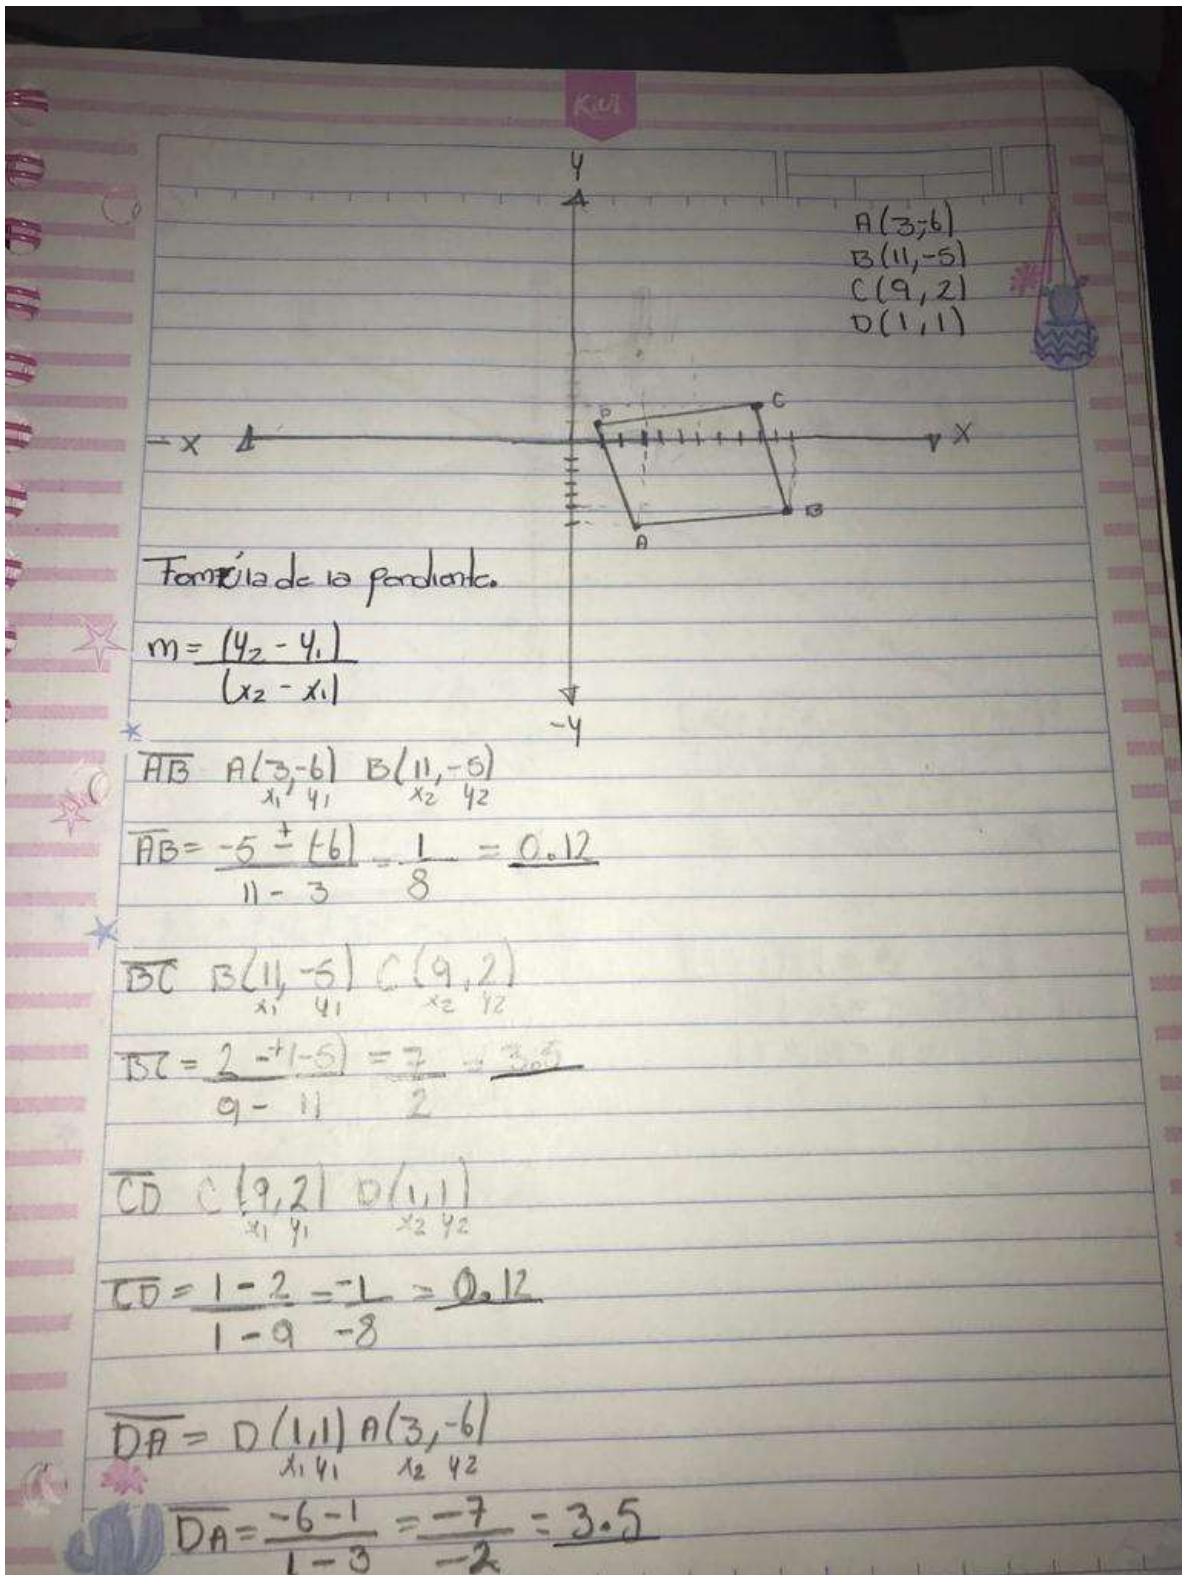 Kiwi
y
A(3,-6)
B(11,-5)
C(9,2)
D(1,1)
D
C
-x
x
B
A
Formúla de la pendiente.
m = (y2 - y1)
(x2 - x1)
-y
AB A(3,-6) B(11,-5)
x1 y1 x2 y2
AB = -5 - + (-6) = 1 = 0.12
11 - 3 8
BC B(11,-5) C(9,2)
x1 y1 x2 y2
BC = 2 - + (-5) = 7 = 3.5
9 - 11 2
CD C(9,2) D(1,1)
x1 y1 x2 y2
CD = 1 - 2 = -1 = 0.12
1 - 9 -8
DA = D(1,1) A(3,-6)
x1 y1 x2 y2
DA = -6 - 1 = -7 = 3.5
1 - 3 -2